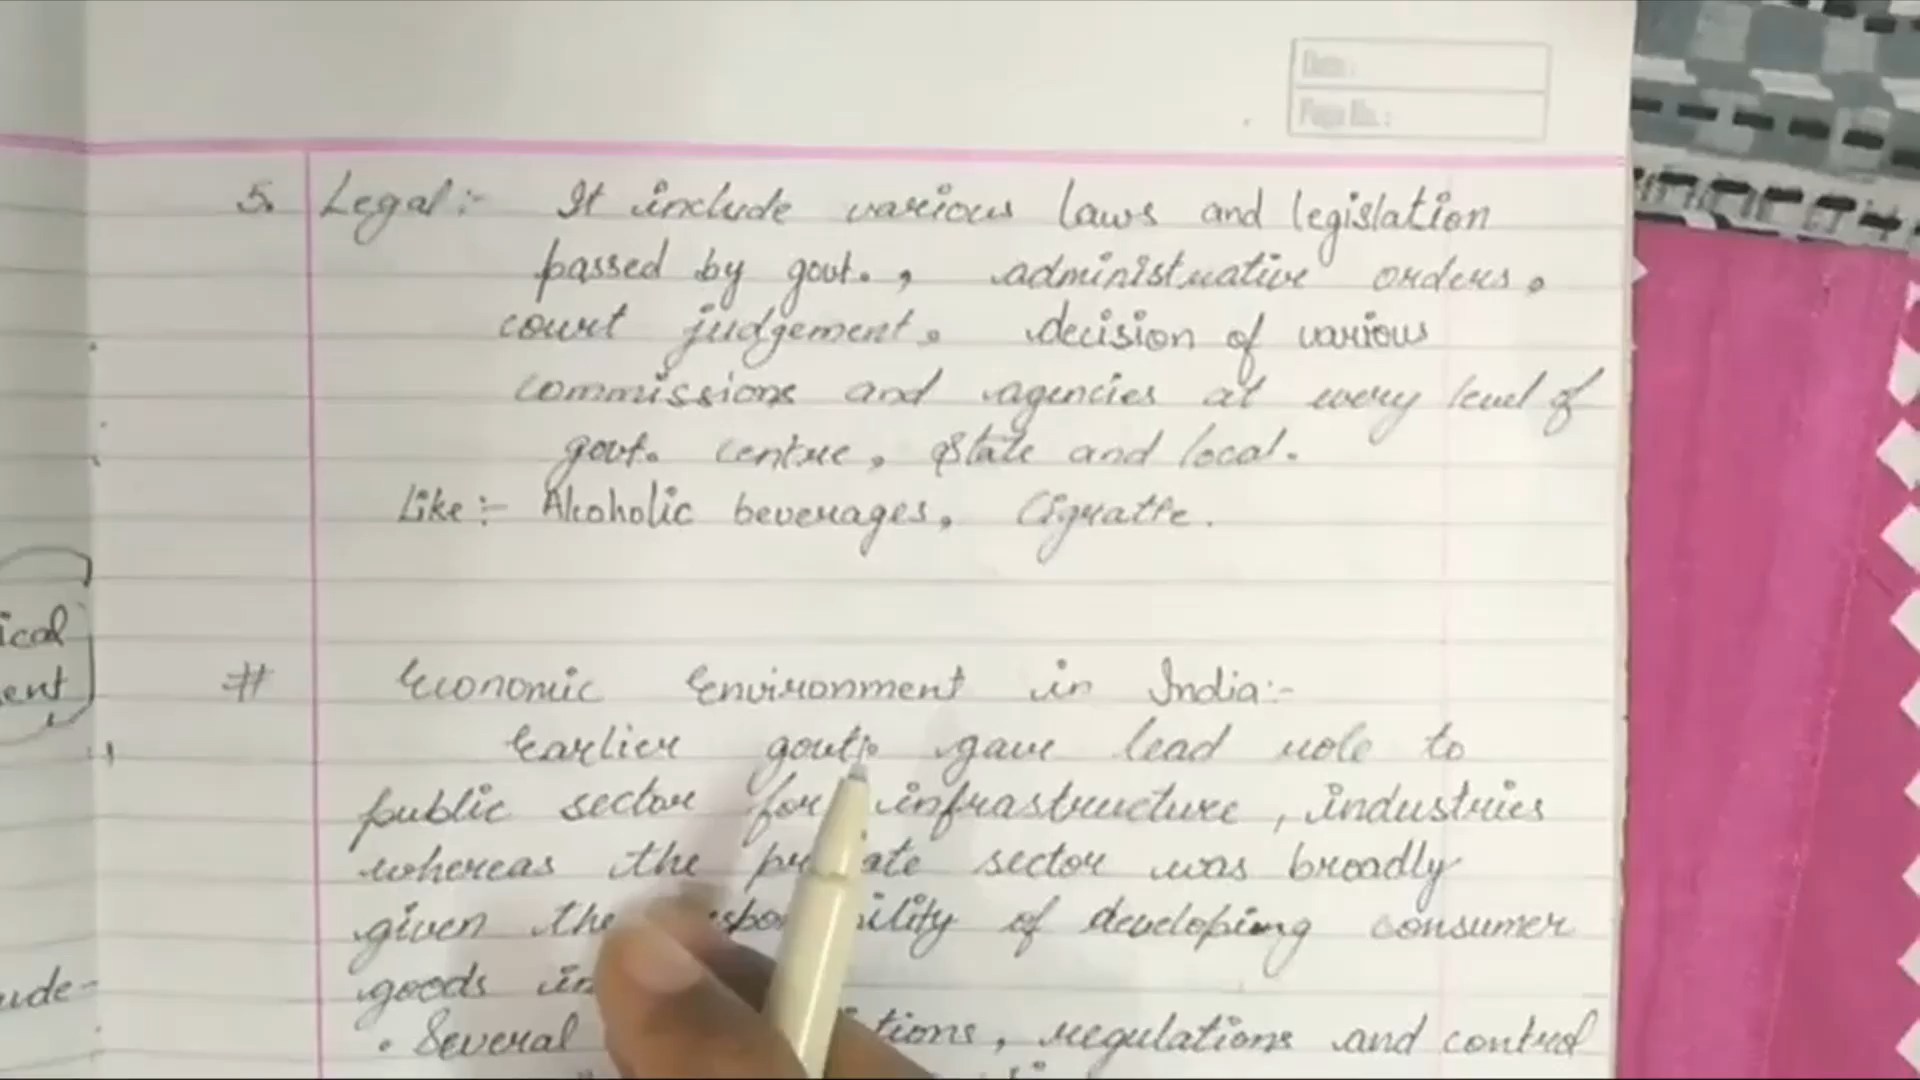 Date :
Page No. :
5. Legal :- It include various laws and legislation
passed by govt. , administrative orders,
court judgement, decision of various
commissions and agencies at every level of
govt. centre, state and local.
Like :- Alcoholic beverages, Cigratte.
ical
ent
# Economic Environment in India:-
Earlier govt. gave lead role to
public sector for infrastructure, industries
whereas the sector was broadly
given the of developing consumer
goods
ude-
• Several , regulations and control